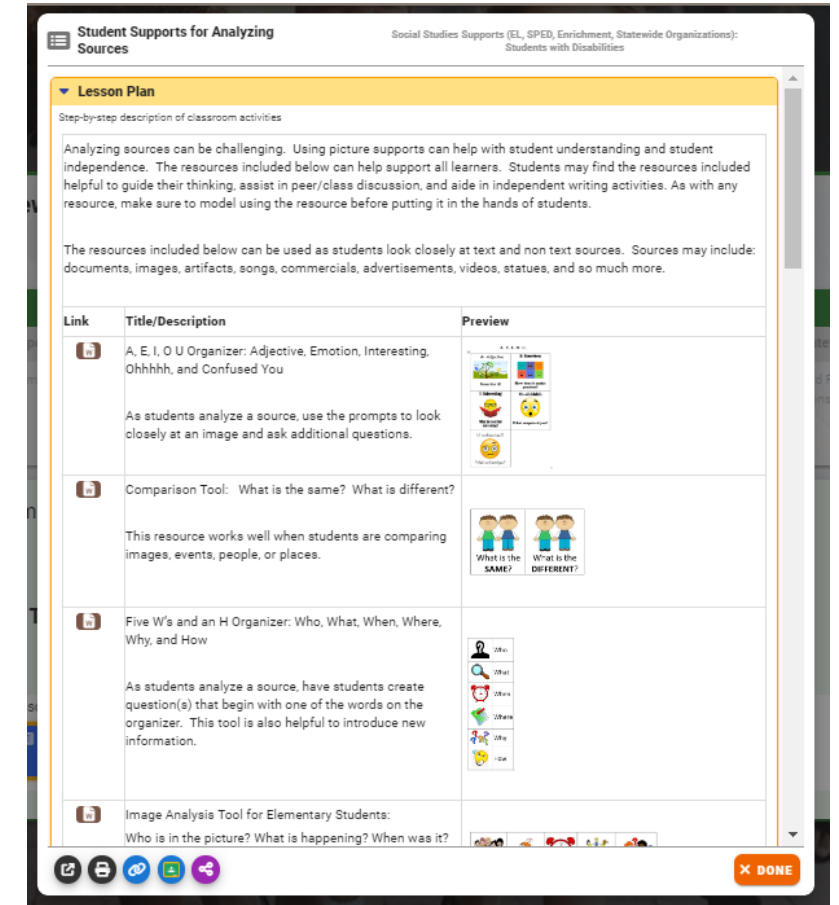 Student Supports for Analyzing
Sources
Social Studies Supports (EL, SPED, Enrichment, Statewide Organizations):
Students with Disabilities
Lesson Plan
Step-by-step description of classroom activities
Analyzing sources can be challenging.  Using picture supports can help with student understanding and student
independence.  The resources included below can help support all learners.  Students may find the resources included
helpful to guide their thinking, assist in peer/class discussion, and aide in independent writing activities. As with any
resource, make sure to model using the resource before putting it in the hands of students.
The resources included below can be used as students look closely at text and non text sources.  Sources may include:
documents, images, artifacts, songs, commercials, advertisements, videos, statues, and so much more.
Link Title/Description Preview
A, E, I, O U Organizer: Adjective, Emotion, Interesting,
Ohhhhh, and Confused You
As students analyze a source, use the prompts to look
closely at an image and ask additional questions.
Comparison Tool:   What is the same?  What is different?
This resource works well when students are comparing
images, events, people, or places.
What is the
SAME?
What is the
DIFFERENT?
Five W's and an H Organizer: Who, What, When, Where,
Why, and How
As students analyze a source, have students create
question(s) that begin with one of the words on the
organizer.  This tool is also helpful to introduce new
information.
Who
What
When
Where
Why
How
Image Analysis Tool for Elementary Students:
Who is in the picture? What is happening? When was it?
X DONE